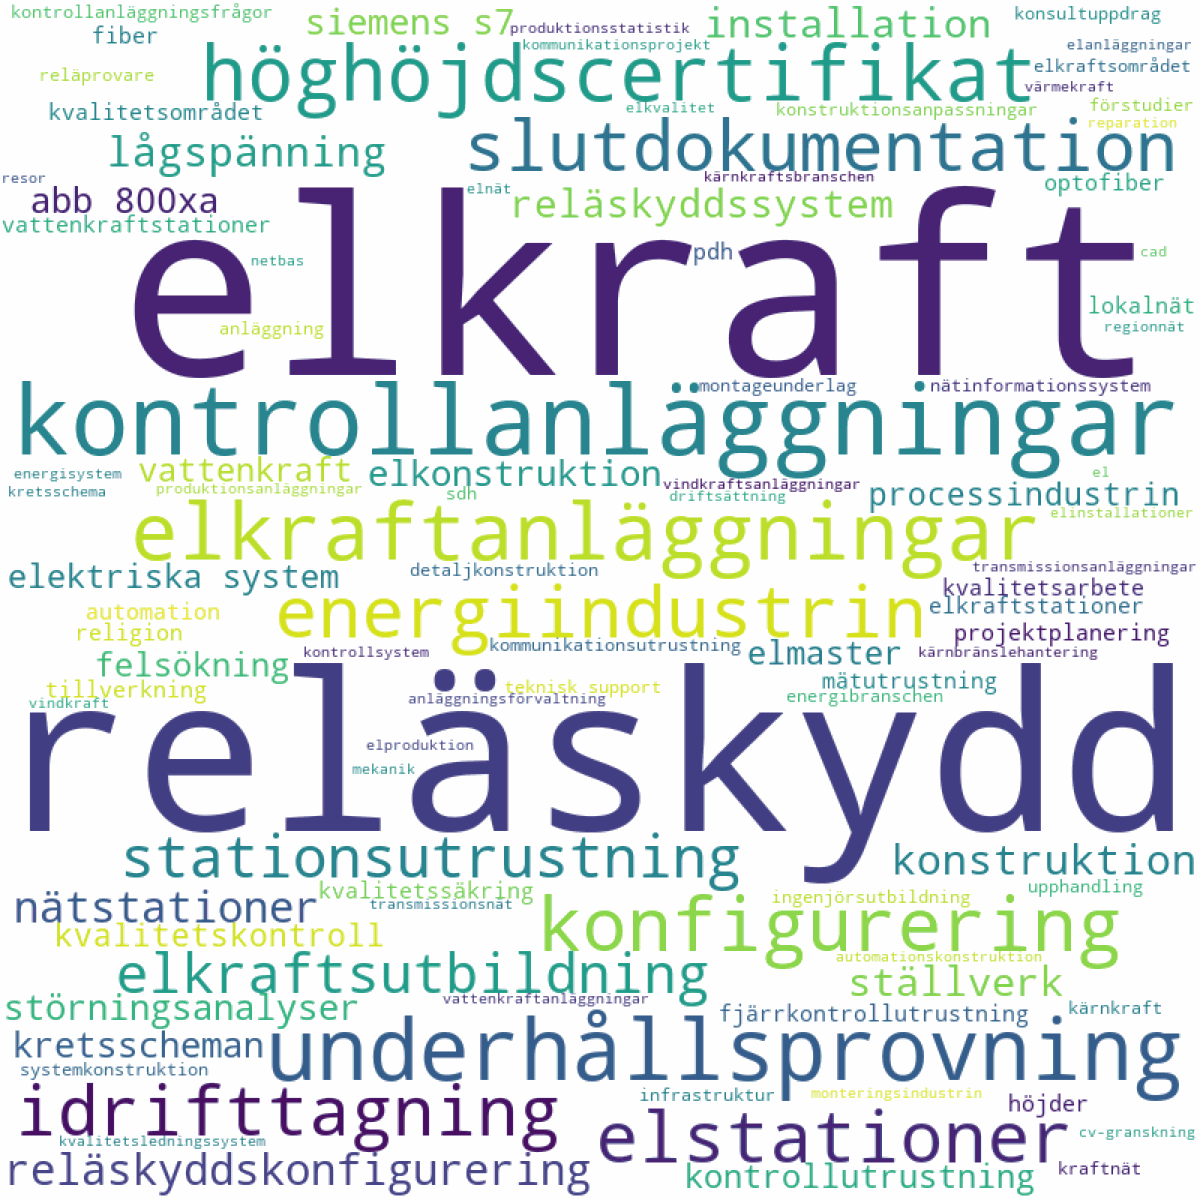 kontrollanläggningsfrågor
siemens s7
produktionsstatistik
installation
konsultuppdrag
fiber
kommunikationsprojekt
elanläggningar
höghöjdscertifikat
reläprovare
elkraftsområdet
värmekraft
kvalitetsområdet
elkvalitet
konstruktionsanpassningar
förstudier
reparation
lågspänning
slutdokumentation
resor
kärnkraftsbranschen
abb 800xa
elnät
reläskyddssystem
optofiber
vattenkraftstationer
elkraft
netbas
pdh
cad
anläggning
lokalnät
regionnät
montageunderlag
nätinformationssystem
kontrollanläggningar
energisystem
vattenkraft
elkonstruktion
el
kretsschema
produktionsanläggningar
sdh
vindkraftsanläggningar
driftsättning
processindustrin
elkraftanläggningar
elinstallationer
elektriska system
detaljkonstruktion
transmissionsanläggningar
kvalitetsarbete
automation
energiindustrin
elkraftstationer
religion
projektplanering
kontrollsystem
kommunikationsutrustning
elmaster
kärnbränslehantering
felsökning
tillverkning
teknisk support
mätutrustning
vindkraft
anläggningsförvaltning
energibranschen
reläskydd
elproduktion
mekanik
stationsutrustning
konstruktion
kvalitetssäkring
upphandling
nätstationer
transmissionsnät
ingenjörsutbildning
kvalitetskontroll
konfigurering
automationskonstruktion
elkraftsutbildning
ställverk
störningsanalyser
vattenkraftanläggningar
fjärrkontrollutrustning
kärnkraft
kretsscheman
underhållsprovning
systemkonstruktion
idrifttagning
infrastruktur
monteringsindustrin
höjder
kvalitetsledningssystem
elstationer
cv-granskning
reläskyddskonfigurering
kontrollutrustning
kraftnät